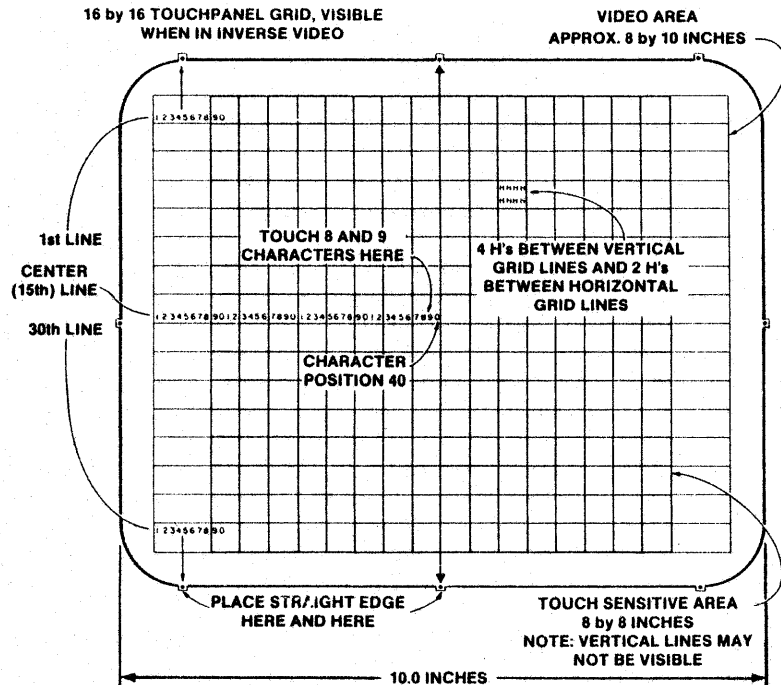 16 by 16 TOUCHPANEL GRID, VISIBLE
WHEN IN INVERSE VIDEO
VIDEO AREA
APPROX. 8 by 10 INCHES
1234567890
HHHH
HHHH
1st LINE
TOUCH 8 AND 9
CHARACTERS HERE
4 H's BETWEEN VERTICAL
GRID LINES AND 2 H's
BETWEEN HORIZONTAL
GRID LINES
CENTER
(15th) LINE
1234567890123456789012345678901234567890
30th LINE
CHARACTER
POSITION 40
1234567890
PLACE STRAIGHT EDGE
HERE AND HERE
TOUCH SENSITIVE AREA
8 by 8 INCHES
NOTE: VERTICAL LINES MAY
NOT BE VISIBLE
10.0 INCHES